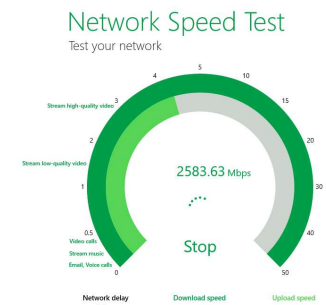 Network Speed Test
Test your network
5
4
10
Stream high-quality video
3
15
2
20
Stream low-quality video
2583.63 Mbps
1
30
0.5
40
Video calls
Stop
Stream music
Email, Voice calls
0
50
Network delay
Download speed
Upload speed